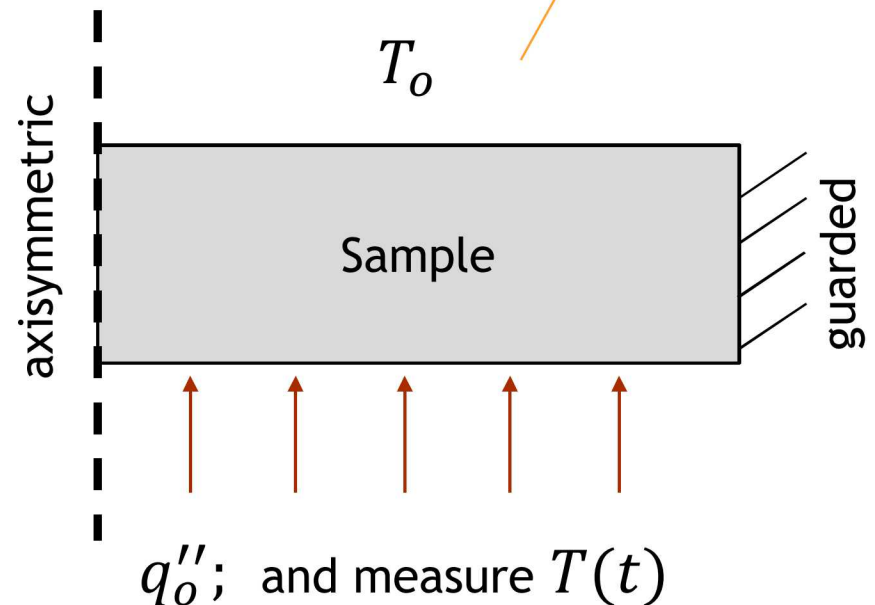 T_o
axisymmetric
Sample
guarded
q_o''; and measure T(t)